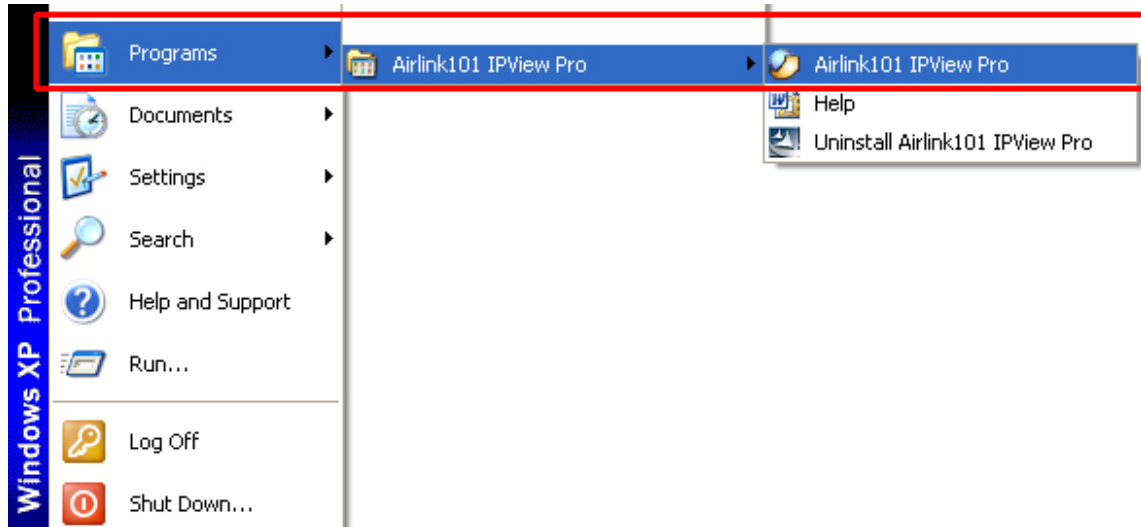 Programs
Airlink101 IPView Pro
Airlink101 IPView Pro
Documents
Help
Uninstall Airlink101 IPView Pro
Settings
Search
Help and Support
Run...
Log Off
Shut Down...
Windows XP Professional